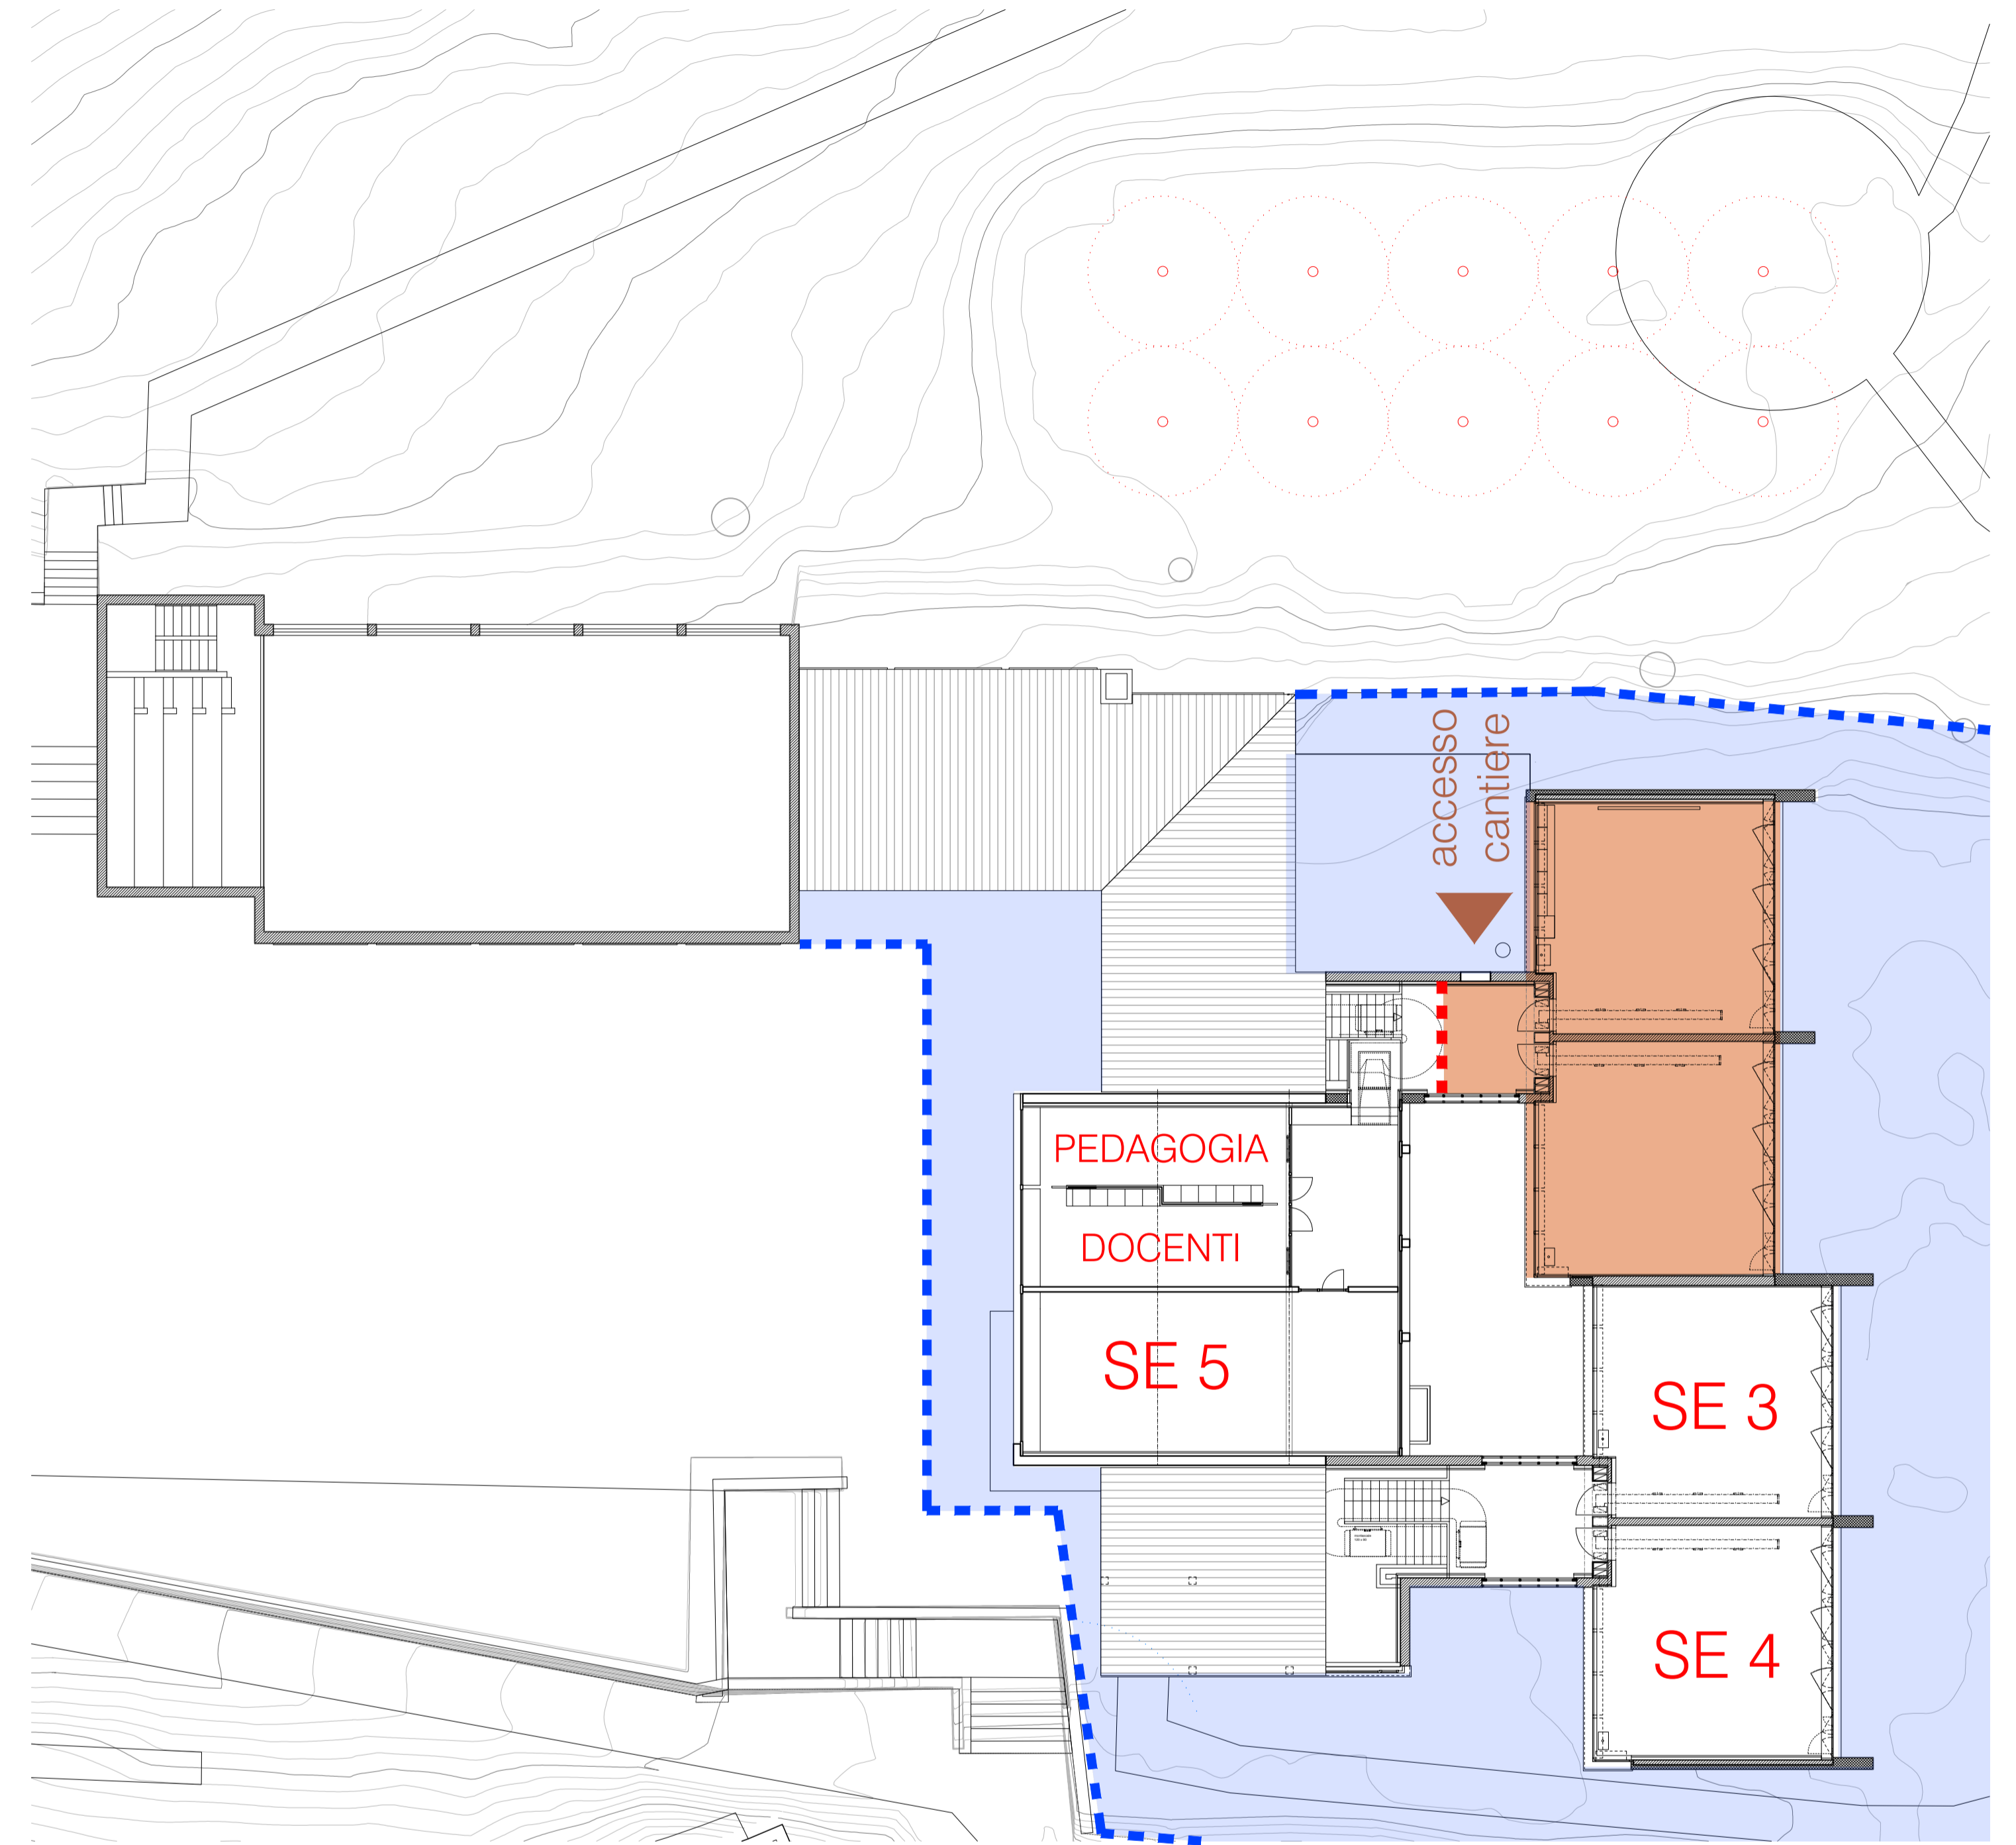 accesso
cantiere
PEDAGOGIA
DOCENTI
SE 5
SE 3
SE 4